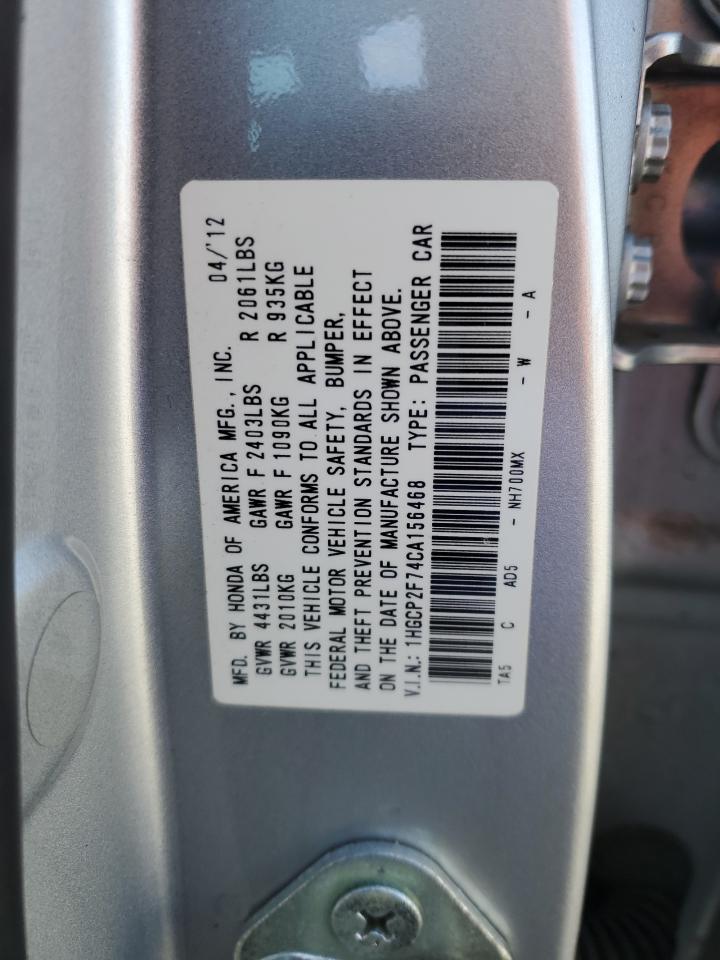 MFD. BY HONDA OF AMERICA MFG., INC. 04/'12
GVWR 4431LBS GAWR F 2403LBS R 2061LBS
GVWR 2010KG GAWR F 1090KG R 935KG
THIS VEHICLE CONFORMS TO ALL APPLICABLE
FEDERAL MOTOR VEHICLE SAFETY, BUMPER,
AND THEFT PREVENTION STANDARDS IN EFFECT
ON THE DATE OF MANUFACTURE SHOWN ABOVE.
V.I.N.: 1HGCP2F74CA156468 TYPE: PASSENGER CAR
TA5 C AD5 - NH700MX - W - A